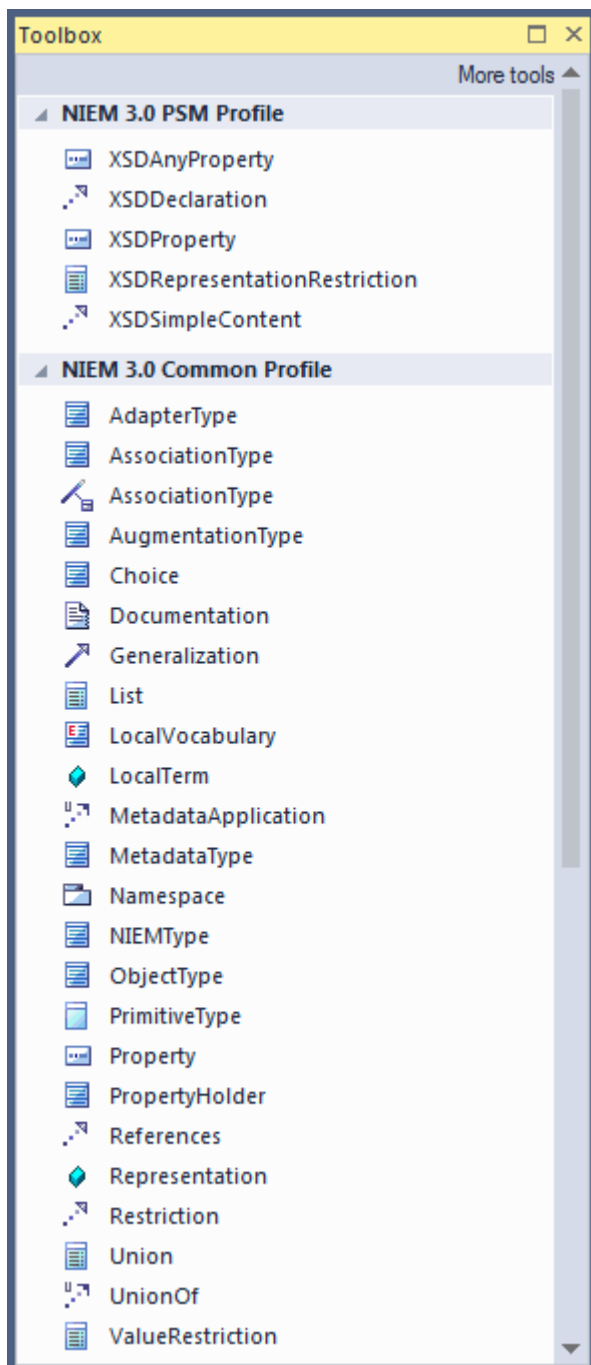 Toolbox
More tools
NIEM 3.0 PSM Profile
XSDAnyProperty
XSDDeclaration
XSDProperty
XSDRepresentationRestriction
XSDSimpleContent
NIEM 3.0 Common Profile
AdapterType
AssociationType
AssociationType
AugmentationType
Choice
Documentation
Generalization
List
LocalVocabulary
LocalTerm
MetadataApplication
MetadataType
Namespace
NIEMType
ObjectType
PrimitiveType
Property
PropertyHolder
References
Representation
Restriction
Union
UnionOf
ValueRestriction